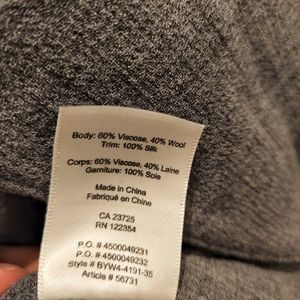 Body: 60% Viscose, 40% Wool
Trim: 100% Silk
Corps: 60% Viscose, 40% Laine
Garniture: 100% Soie
Made in China
Fabriqué en Chine
CA 23725
RN 122354
P.O. # 4500049231
P.O. # 4500049232
Style # BYW4-4191-35
Article # 56731